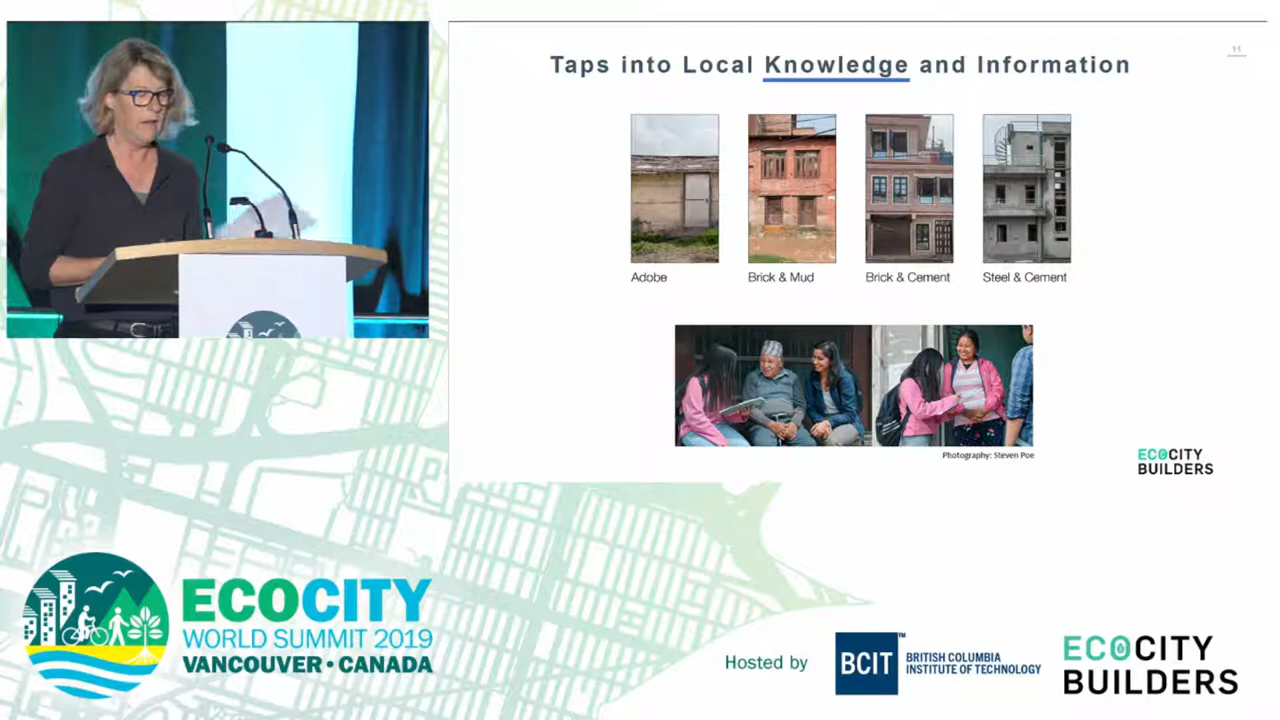 11
Taps into Local Knowledge and Information
Adobe
Brick & Mud
Brick & Cement
Steel & Cement
Photography: Steven Poe
ECOCITY
BUILDERS
ECOCITY
WORLD SUMMIT 2019
VANCOUVER • CANADA
Hosted by
BCIT™
BRITISH COLUMBIA
INSTITUTE OF TECHNOLOGY
ECOCITY
BUILDERS